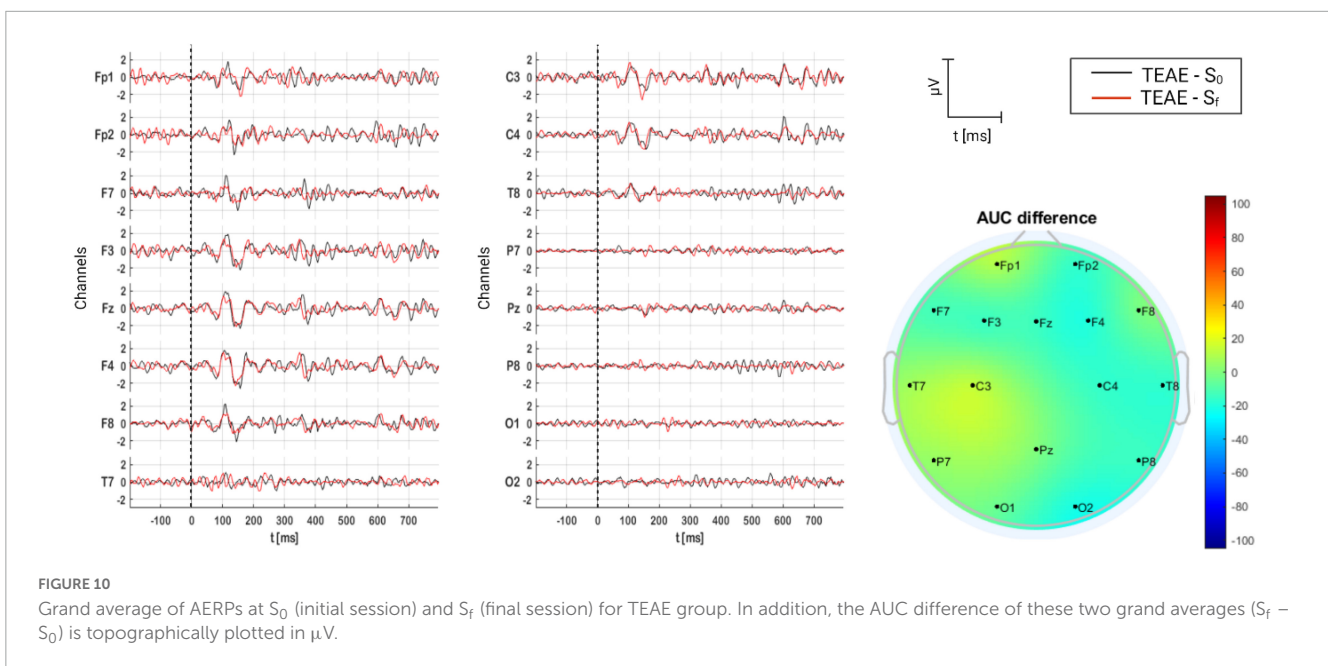 Channels
Fp1
2
0
-2
Fp2
2
0
-2
F7
2
0
-2
F3
2
0
-2
Fz
2
0
-2
F4
2
0
-2
F8
2
0
-2
T7
2
0
-2
-100 0 100 200 300 400 500 600 700
t [ms]
Channels
C3
2
0
-2
C4
2
0
-2
T8
2
0
-2
P7
2
0
-2
Pz
2
0
-2
P8
2
0
-2
O1
2
0
-2
O2
2
0
-2
-100 0 100 200 300 400 500 600 700
t [ms]
μV
t [ms]
TEAE - S₀
TEAE - Sf
AUC difference
Fp1 Fp2
F7 F3 Fz F4 F8
T7 C3 C4 T8
P7 Pz P8
O1 O2
100
80
60
40
20
0
-20
-40
-60
-80
-100
FIGURE 10
Grand average of AERPs at S₀ (initial session) and Sf (final session) for TEAE group. In addition, the AUC difference of these two grand averages (Sf –
S₀) is topographically plotted in μV.